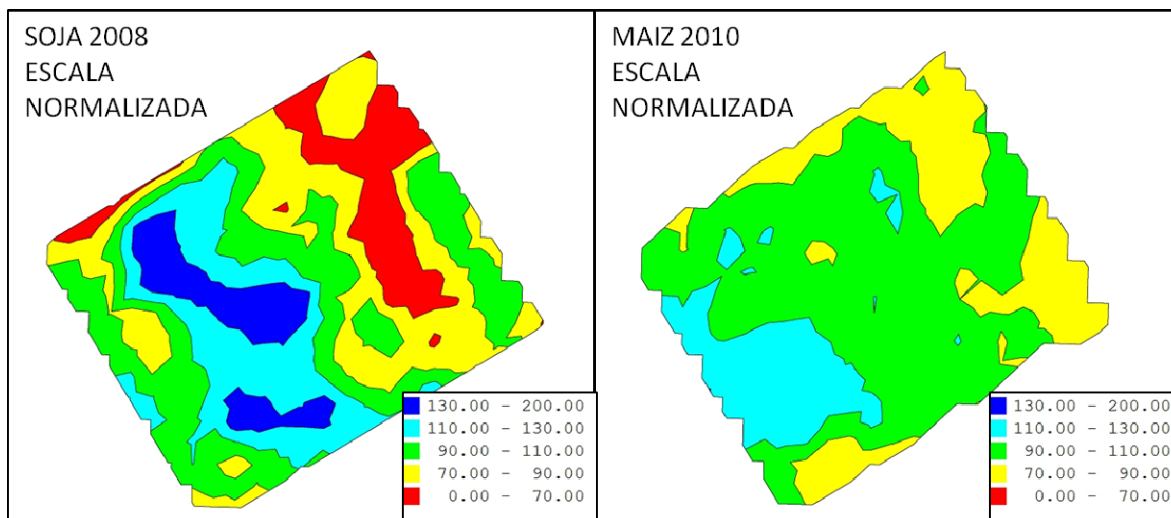 SOJA 2008
ESCALA
NORMALIZADA
130.00 - 200.00
110.00 - 130.00
90.00 - 110.00
70.00 - 90.00
0.00 - 70.00
MAIZ 2010
ESCALA
NORMALIZADA
130.00 - 200.00
110.00 - 130.00
90.00 - 110.00
70.00 - 90.00
0.00 - 70.00